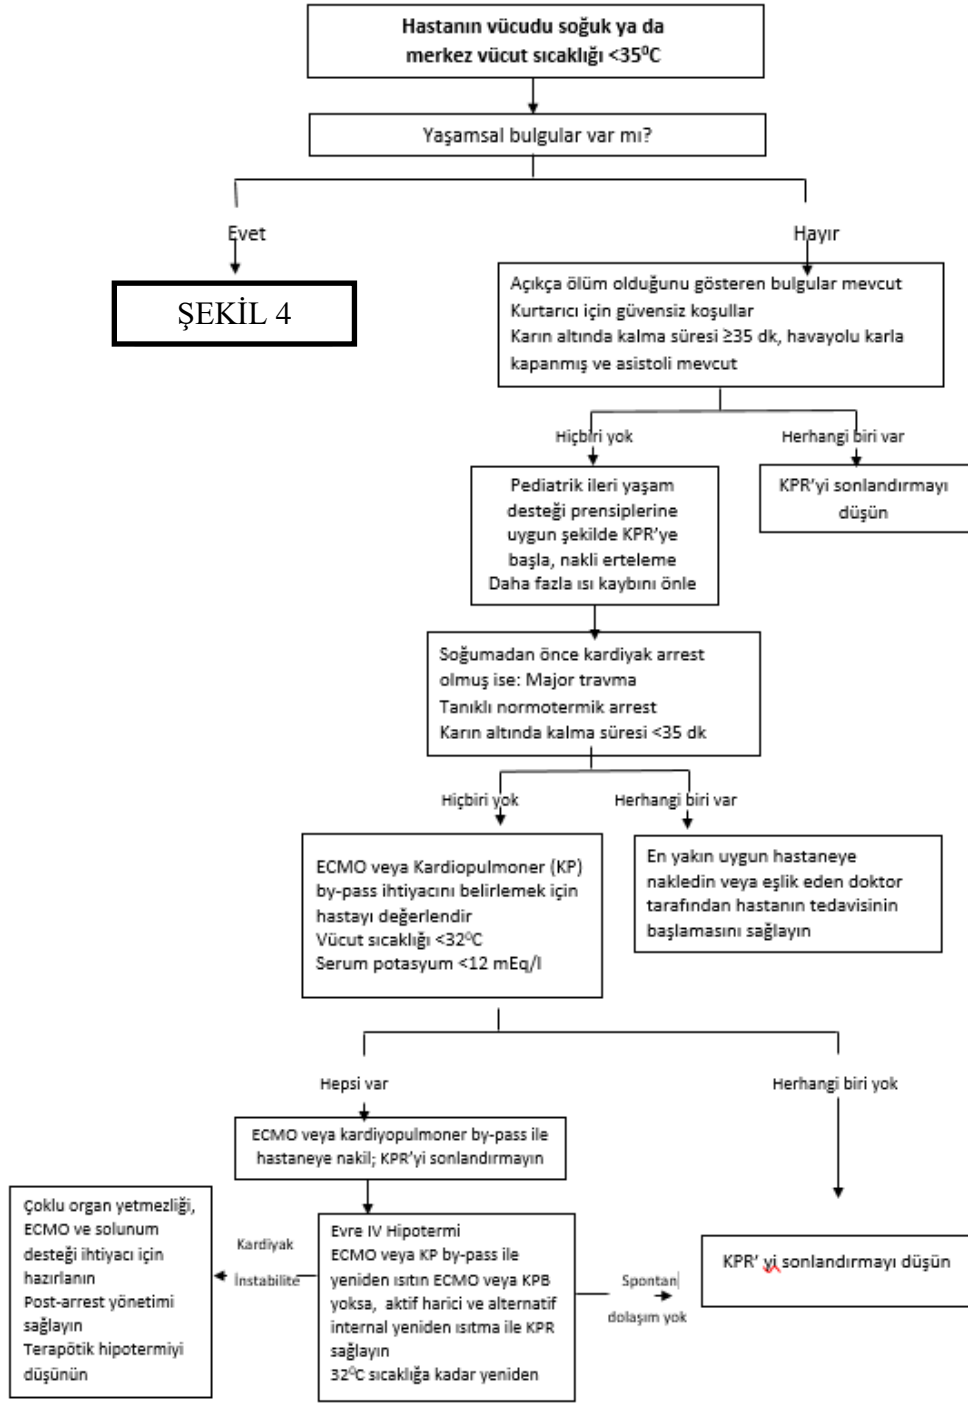 Hastanın vücudu soğuk ya da
merkez vücut sıcaklığı <35⁰C
Yaşamsal bulgular var mı?
Evet
Hayır
ŞEKİL 4
Açıkça ölüm olduğunu gösteren bulgular mevcut
Kurtarıcı için güvensiz koşullar
Karın altında kalma süresi ≥35 dk, havayolu karla
kapanmış ve asistoli mevcut
Hiçbiri yok
Herhangi biri var
Pediatrik ileri yaşam
desteği prensiplerine
uygun şekilde KPR’ye
başla, nakli erteleme
Daha fazla ısı kaybını önle
KPR’yi sonlandırmayı
düşün
Soğumadan önce kardiyak arrest
olmuş ise: Major travma
Tanıklı normotermik arrest
Karın altında kalma süresi <35 dk
Hiçbiri yok
Herhangi biri var
ECMO veya Kardiopulmoner (KP)
by-pass ihtiyacını belirlemek için
hastayı değerlendir
Vücut sıcaklığı <32⁰C
Serum potasyum <12 mEq/l
En yakın uygun hastaneye
nakledin veya eşlik eden doktor
tarafından hastanın tedavisinin
başlamasını sağlayın
Hepsi var
Herhangi biri yok
ECMO veya kardiyopulmoner by-pass ile
hastaneye nakil; KPR’yi sonlandırmayın
Çoklu organ yetmezliği,
ECMO ve solunum
desteği ihtiyacı için
hazırlanın
Post-arrest yönetimi
sağlayın
Terapötik hipotermiyi
düşünün
Kardiyak
İnstabilite
Evre IV Hipotermi
ECMO veya KP by-pass ile
yeniden ısıtın ECMO veya KPB
yoksa, aktif harici ve alternatif
internal yeniden ısıtma ile KPR
sağlayın
32⁰C sıcaklığa kadar yeniden
Spontan
dolaşım yok
KPR’ yi sonlandırmayı düşün